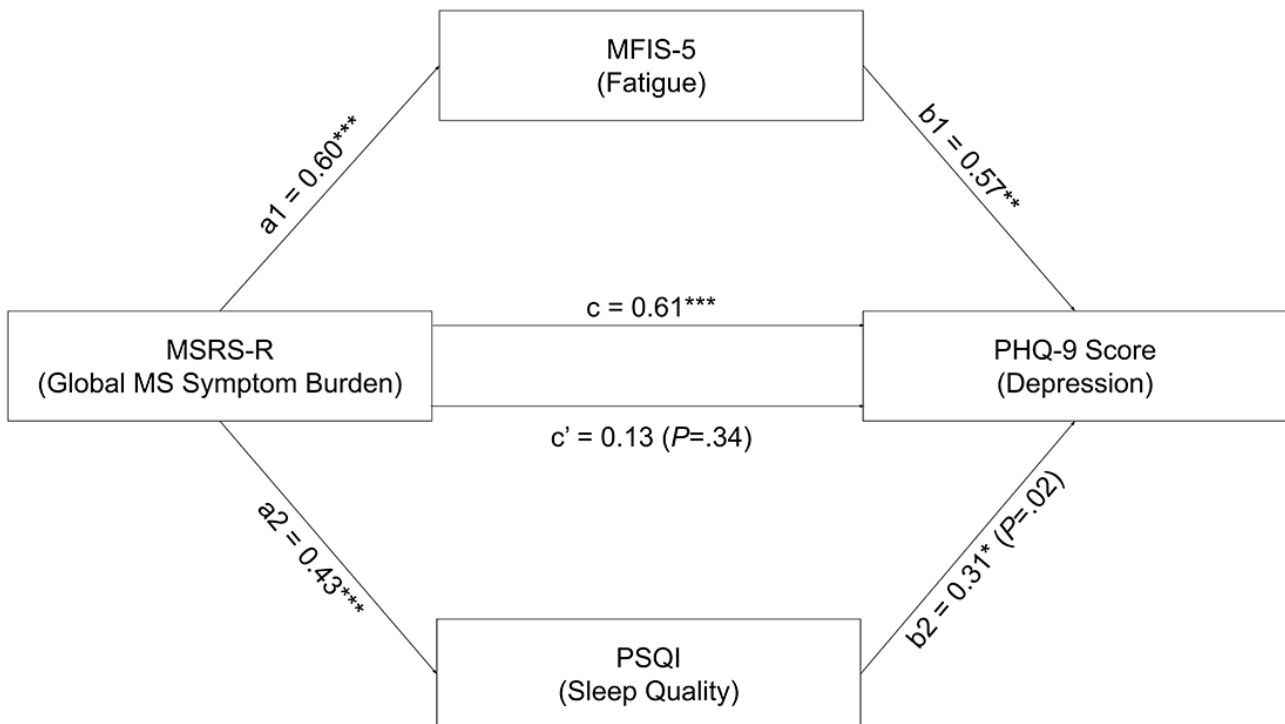 MFIS-5
(Fatigue)
a1 = 0.60***
b1 = 0.57**
c = 0.61***
MSRS-R
(Global MS Symptom Burden)
PHQ-9 Score
(Depression)
c’ = 0.13 (P=.34)
a2 = 0.43***
b2 = 0.31* (P=.02)
PSQI
(Sleep Quality)